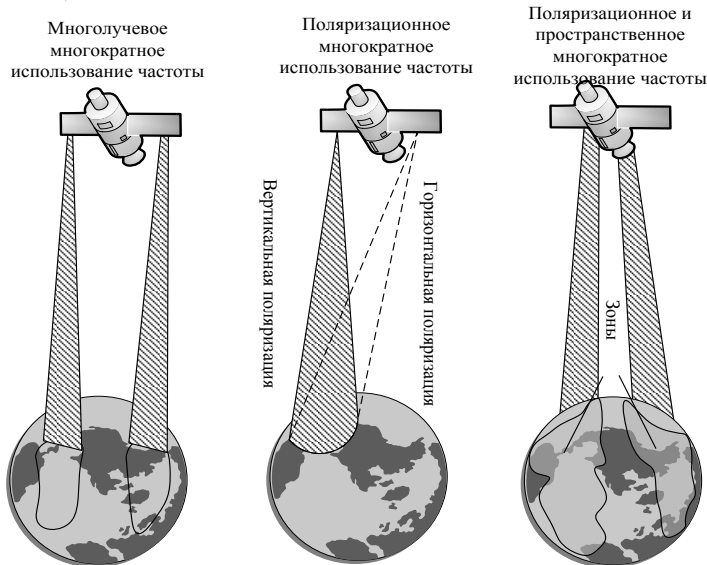 Многолучевое
многократное
использование частоты
Поляризационное
многократное
использование частоты
Поляризационное и
пространственное
многократное
использование частоты
Вертикальная поляризация
Горизонтальная поляризация
Зоны